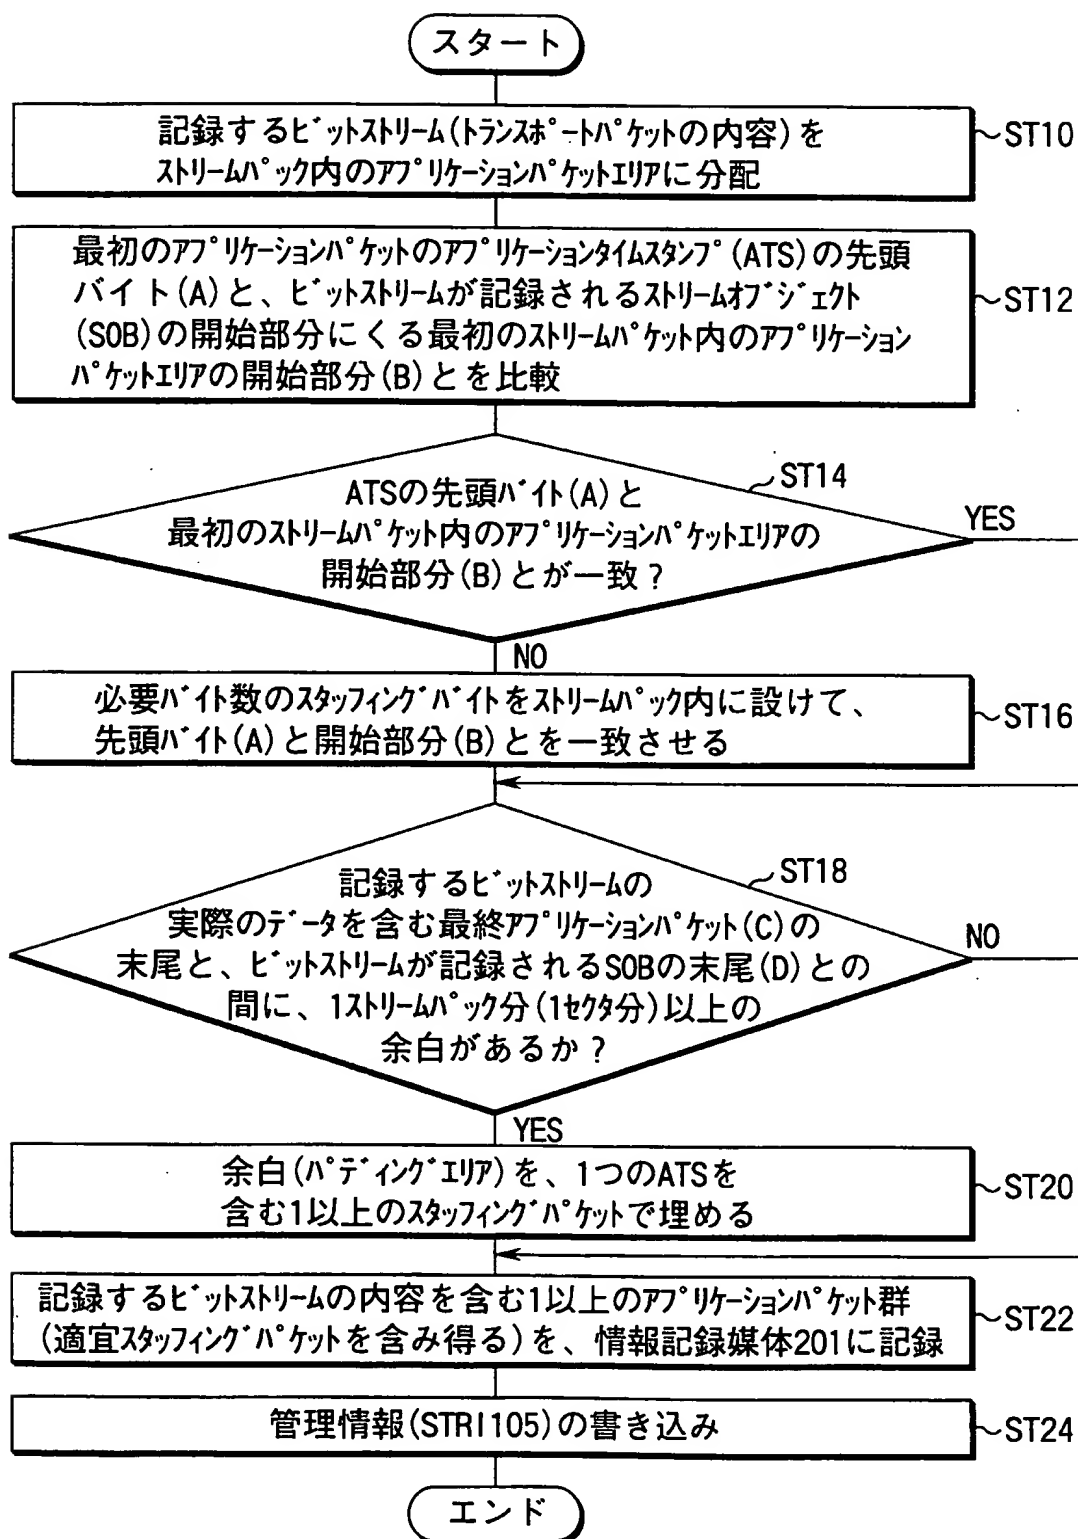 スタート
記録するビットストリーム(トランスポートパケットの内容)を
ストリームパック内のアプリケーションパケットエリアに分配
~ST10
最初のアプリケーションパケットのアプリケーションタイムスタンプ(ATS)の先頭
バイト(A)と、ビットストリームが記録されるストリームオブジェクト
(SOB)の開始部分にくる最初のストリームパケット内のアプリケーション
パケットエリアの開始部分(B)とを比較
~ST12
~ST14
ATSの先頭バイト(A)と
最初のストリームパケット内のアプリケーションパケットエリアの
開始部分(B)とが一致?
YES
NO
必要バイト数のスタッフィングバイトをストリームパック内に設けて、
先頭バイト(A)と開始部分(B)とを一致させる
~ST16
~ST18
記録するビットストリームの
実際のデータを含む最終アプリケーションパケット(C)の
末尾と、ビットストリームが記録されるSOBの末尾(D)との
間に、1ストリームパック分(1セクタ分)以上の
余白があるか?
NO
YES
余白(パディングエリア)を、1つのATSを
含む1以上のスタッフィングパケットで埋める
~ST20
記録するビットストリームの内容を含む1以上のアプリケーションパケット群
(適宜スタッフィングパケットを含み得る)を、情報記録媒体201に記録
~ST22
管理情報(STRI105)の書き込み
~ST24
エンド